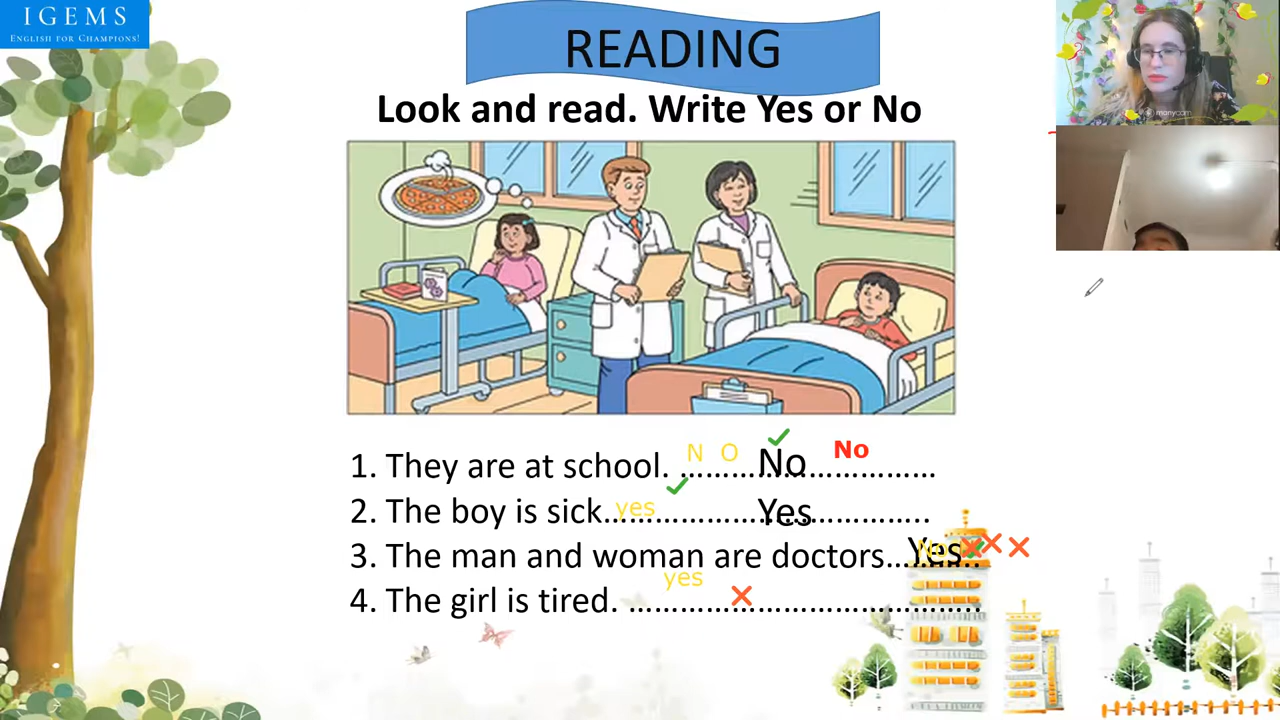 IGEMS
ENGLISH FOR CHAMPIONS!
READING
Look and read. Write Yes or No
1. They are at school. ........ N O No No
2. The boy is sick........ yes Yes
3. The man and woman are doctors........ No Yes
4. The girl is tired. ........ yes
manycam